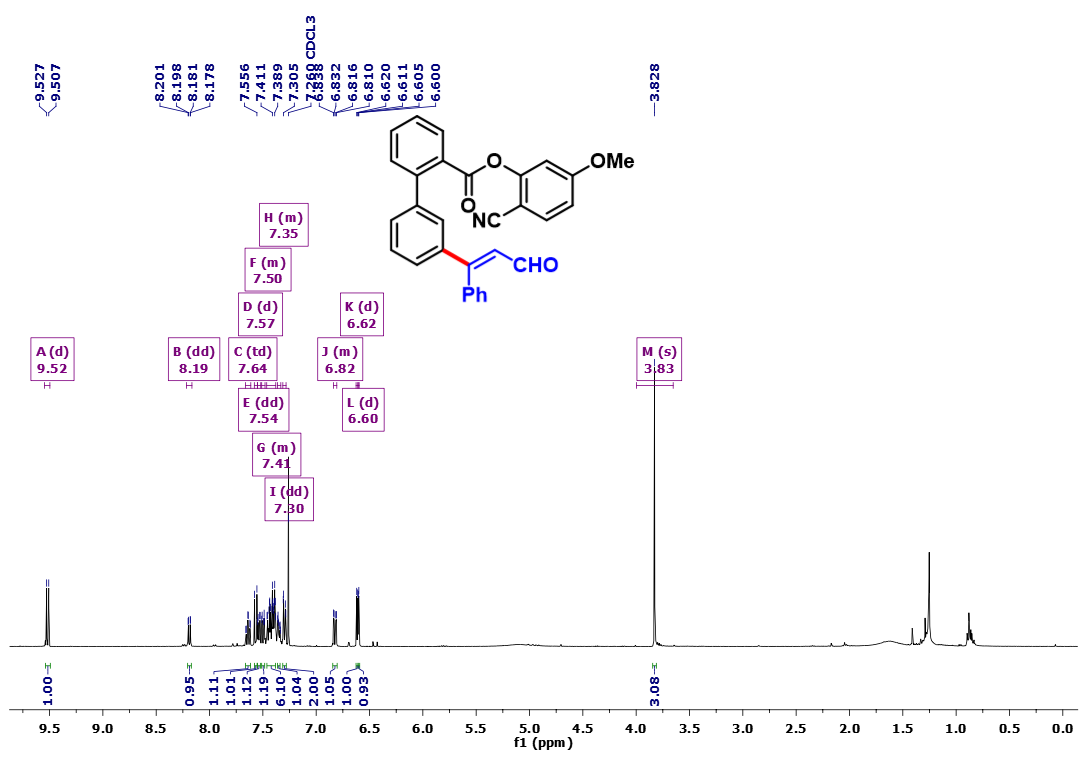 9.527
9.507
8.201
8.198
8.181
8.178
7.556
7.411
7.389
7.305
7.260 CDCL3
6.838
6.832
6.816
6.810
6.620
6.611
6.605
6.600
3.828
O
OMe
O
NC
CHO
Ph
H (m)
7.35
F (m)
7.50
D (d)
7.57
K (d)
6.62
A (d)
9.52
B (dd)
8.19
C (td)
7.64
J (m)
6.82
M (s)
3.83
E (dd)
7.54
L (d)
6.60
G (m)
7.41
I (dd)
7.30
1.00
0.95
1.11
1.01
1.12
1.19
6.10
1.04
2.00
1.05
1.00
0.93
3.08
9.5 9.0 8.5 8.0 7.5 7.0 6.5 6.0 5.5 5.0 4.5 4.0 3.5 3.0 2.5 2.0 1.5 1.0 0.5 0.0
f1 (ppm)